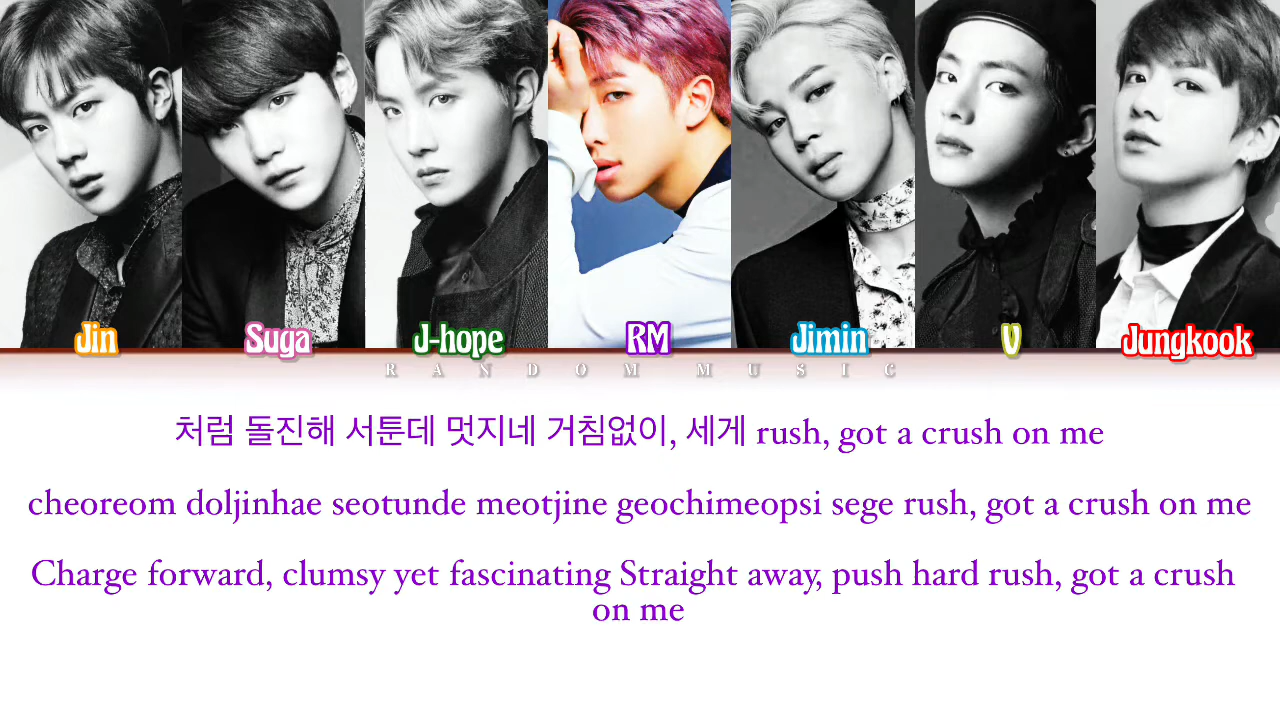 Jin Suga J-hope RM Jimin V Jungkook
RANDOM MUSIC
처럼 돌진해 서툰데 멋지네 거침없이, 세게 rush, got a crush on me
cheoreom doljinhae seotunde meotjine geochimeopsi sege rush, got a crush on me
Charge forward, clumsy yet fascinating Straight away, push hard rush, got a crush
on me